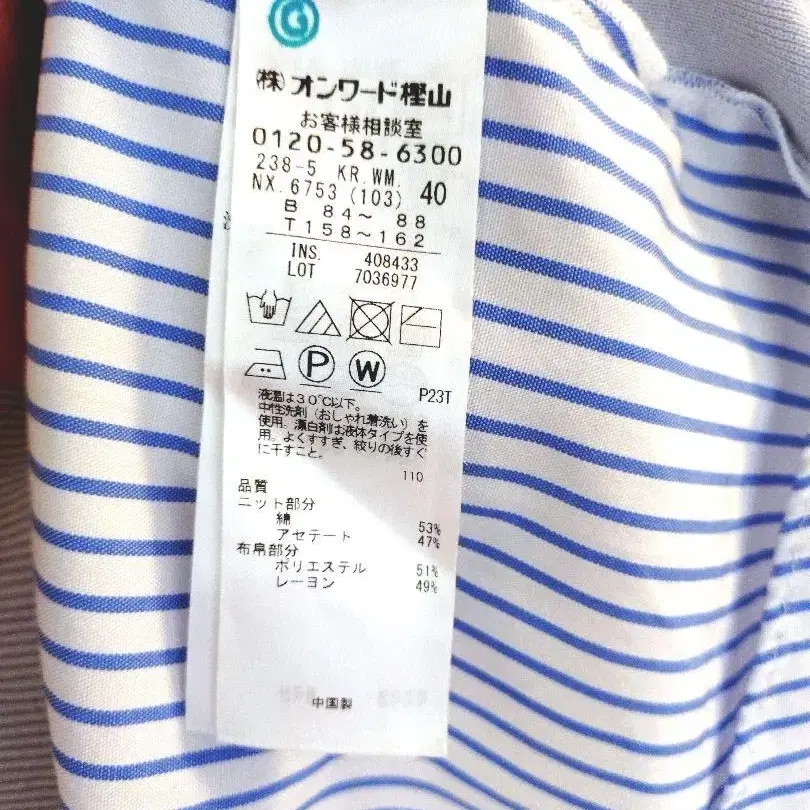 ㈱オンワード樫山
お客様相談室
0120-58-6300
238-5 KR.WM.
NX.6753(103) 40
B 84〜 88
T158〜162
INS. 408433
LOT 7036977
P W P23T
液温は30℃以下。
中性洗剤（おしゃれ着洗い）を
使用。漂白剤は液体タイプを使
用。よくすすぎ、絞りの後すぐ
に干すこと。
110
品質
ニット部分
綿 53%
アセテート 47%
布帛部分
ポリエステル 51%
レーヨン 49%
中国製